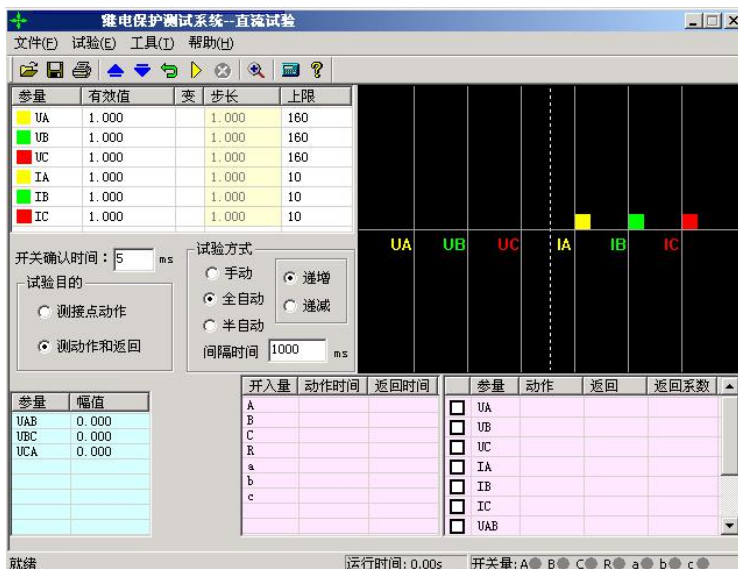 继电保护测试系统--直流试验
文件(F) 试验(E) 工具(T) 帮助(H)
参量 有效值 变 步长 上限
UA 1.000 1.000 160
UB 1.000 1.000 160
UC 1.000 1.000 160
IA 1.000 1.000 10
IB 1.000 1.000 10
IC 1.000 1.000 10
UA UB UC IA IB IC
开关确认时间：5 ms
试验目的
测接点动作
测动作和返回
试验方式
手动
全自动
半自动
递增
递减
间隔时间 1000 ms
参量 幅值
UAB 0.000
UBC 0.000
UCA 0.000
开入量 动作时间 返回时间
A
B
C
R
a
b
c
参量 动作 返回 返回系数
UA
UB
UC
IA
IB
IC
UAB
就绪 运行时间: 0.00s 开关量: A B C R a b c